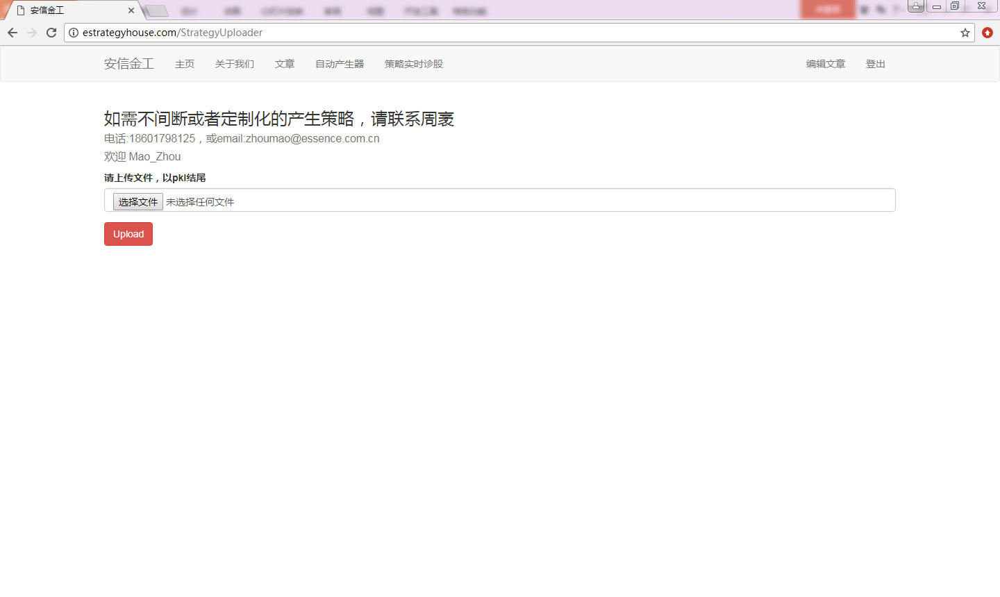 安信金工
estrategyhouse.com/StrategyUploader
安信金工 主页 关于我们 文章 自动产生器 策略实时诊股 编辑文章 登出
如需不间断或者定制化的产生策略，请联系周袤
电话:18601798125，或email:zhoumao@essence.com.cn
欢迎 Mao_Zhou
请上传文件，以pkl结尾
选择文件 未选择任何文件
Upload